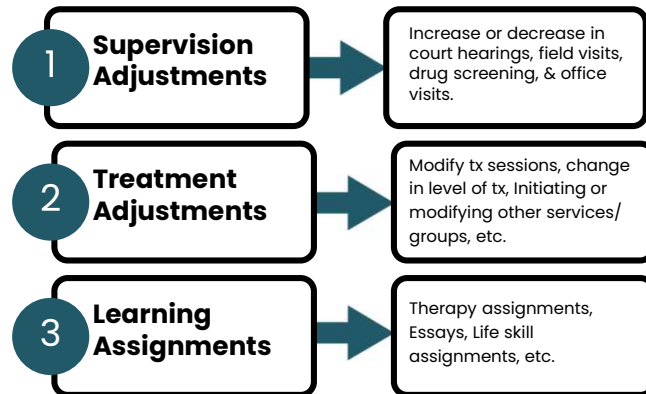 1
Supervision
Adjustments
Increase or decrease in
court hearings, field visits,
drug screening, & office
visits.
2
Treatment
Adjustments
Modify tx sessions, change
in level of tx, Initiating or
modifying other services/
groups, etc.
3
Learning
Assignments
Therapy assignments,
Essays, Life skill
assignments, etc.